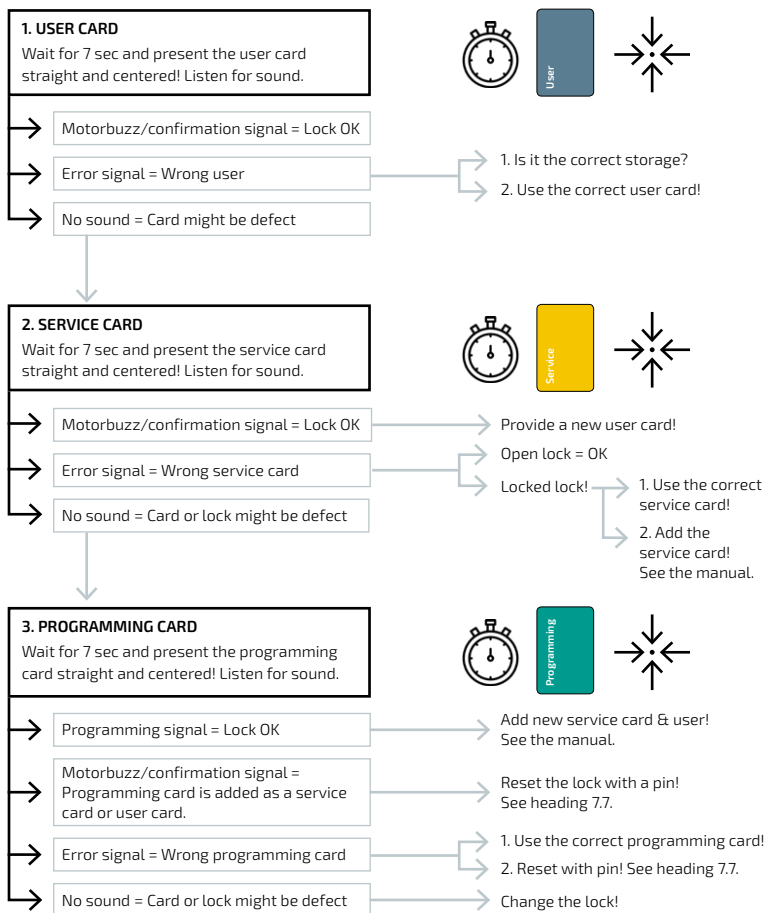 1. USER CARD
Wait for 7 sec and present the user card
straight and centered! Listen for sound.
User
Motorbuzz/confirmation signal = Lock OK
Error signal = Wrong user
1. Is it the correct storage?
2. Use the correct user card!
No sound = Card might be defect
2. SERVICE CARD
Wait for 7 sec and present the service card
straight and centered! Listen for sound.
Service
Motorbuzz/confirmation signal = Lock OK
Provide a new user card!
Error signal = Wrong service card
Open lock = OK
Locked lock!
1. Use the correct
service card!
2. Add the
service card!
See the manual.
No sound = Card or lock might be defect
3. PROGRAMMING CARD
Wait for 7 sec and present the programming
card straight and centered! Listen for sound.
Programming
Programming signal = Lock OK
Add new service card & user!
See the manual.
Motorbuzz/confirmation signal =
Programming card is added as a service
card or user card.
Reset the lock with a pin!
See heading 7.7.
Error signal = Wrong programming card
1. Use the correct programming card!
2. Reset with pin! See heading 7.7.
No sound = Card or lock might be defect
Change the lock!